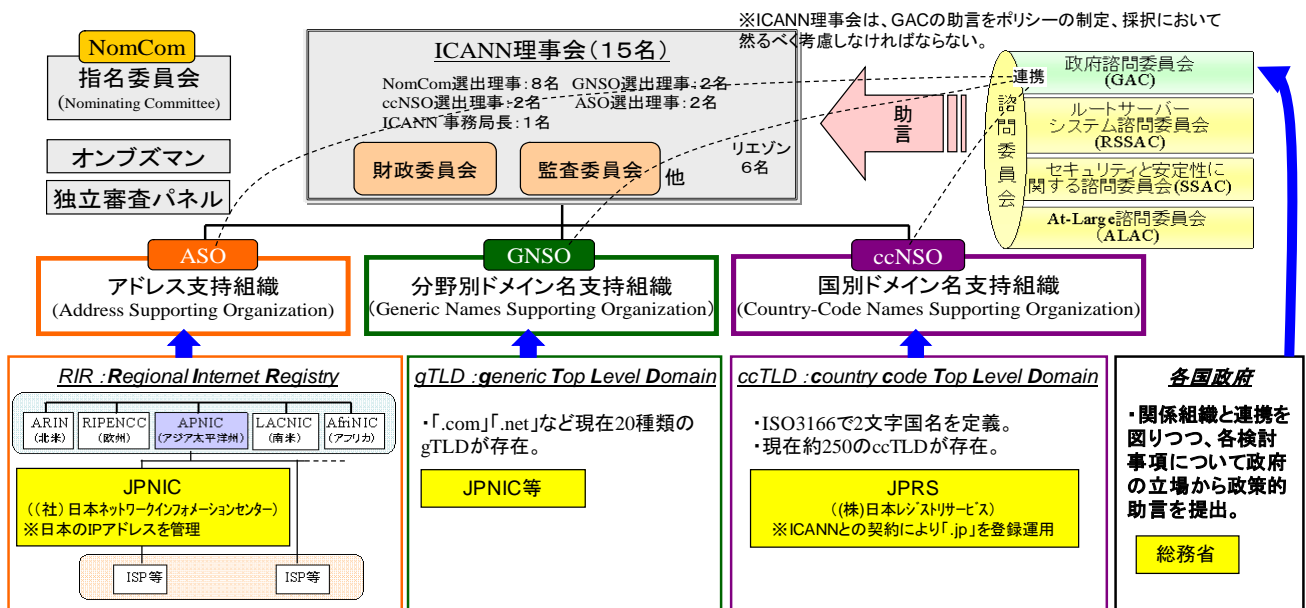 ※ICANN理事会は、GACの助言をポリシーの制定、採択において
然るべく考慮しなければならない。
NomCom
指名委員会
(Nominating Committee)
オンブズマン
独立審査パネル
ICANN理事会(15名)
NomCom選出理事:8名 GNSO選出理事:2名
ccNSO選出理事:2名 ASO選出理事:2名
ICANN 事務局長:1名
財政委員会
監査委員会
他
リエゾン
6名
助言
連携
諮問委員会
政府諮問委員会
(GAC)
ルートサーバー
システム諮問委員会
(RSSAC)
セキュリティと安定性に
関する諮問委員会(SSAC)
At-Large諮問委員会
(ALAC)
ASO
アドレス支持組織
(Address Supporting Organization)
GNSO
分野別ドメイン名支持組織
(Generic Names Supporting Organization)
ccNSO
国別ドメイン名支持組織
(Country-Code Names Supporting Organization)
RIR :Regional Internet Registry
ARIN
(北米)
RIPENCC
(欧州)
APNIC
(アジア太平洋州)
LACNIC
(南米)
AfriNIC
(アフリカ)
JPNIC
((社)日本ネットワークインフォメーションセンター)
※日本のIPアドレスを管理
ISP等
ISP等
gTLD :generic Top Level Domain
・「.com」「.net」など現在20種類の
gTLDが存在。
JPNIC等
ccTLD :country code Top Level Domain
・ISO3166で2文字国名を定義。
・現在約250のccTLDが存在。
JPRS
((株)日本レジストリサービス)
※ICANNとの契約により「.jp」を登録運用
各国政府
・関係組織と連携を
図りつつ、各検討
事項について政府
の立場から政策的
助言を提出。
総務省